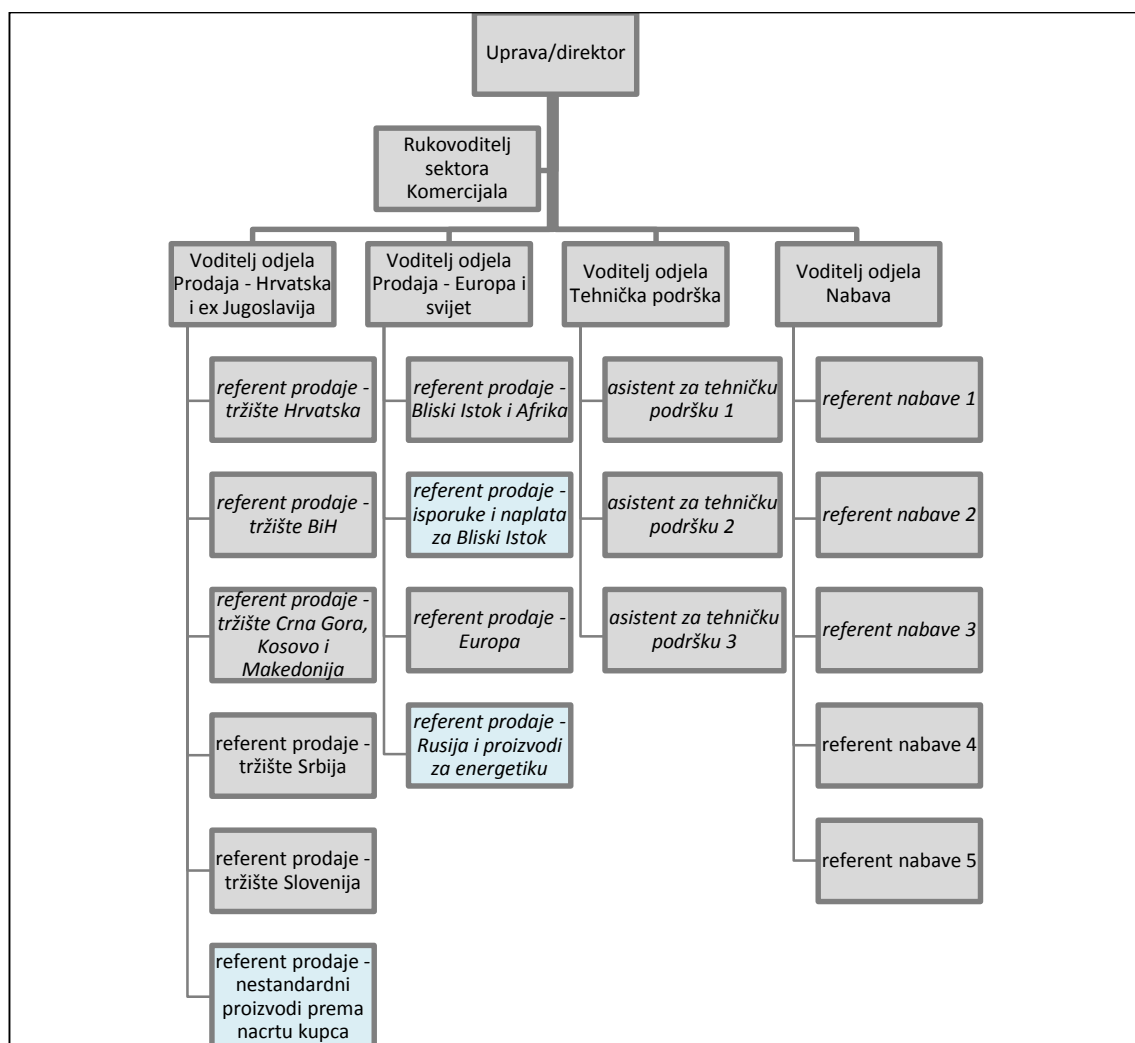 Uprava/direktor
Rukovoditelj
sektora
Komercijala
Voditelj odjela
Prodaja - Hrvatska
i ex Jugoslavija
Voditelj odjela
Prodaja - Europa i
svijet
Voditelj odjela
Tehnička podrška
Voditelj odjela
Nabava
referent prodaje -
tržište Hrvatska
referent prodaje -
tržište BiH
referent prodaje -
tržište Crna Gora,
Kosovo i
Makedonija
referent prodaje -
tržište Srbija
referent prodaje -
tržište Slovenija
referent prodaje -
nestandardni
proizvodi prema
nacrtu kupca
referent prodaje -
Bliski Istok i Afrika
referent prodaje -
isporuke i naplata
za Bliski Istok
referent prodaje -
Europa
referent prodaje -
Rusija i proizvodi
za energetiku
asistent za tehničku
podršku 1
asistent za tehničku
podršku 2
asistent za tehničku
podršku 3
referent nabave 1
referent nabave 2
referent nabave 3
referent nabave 4
referent nabave 5